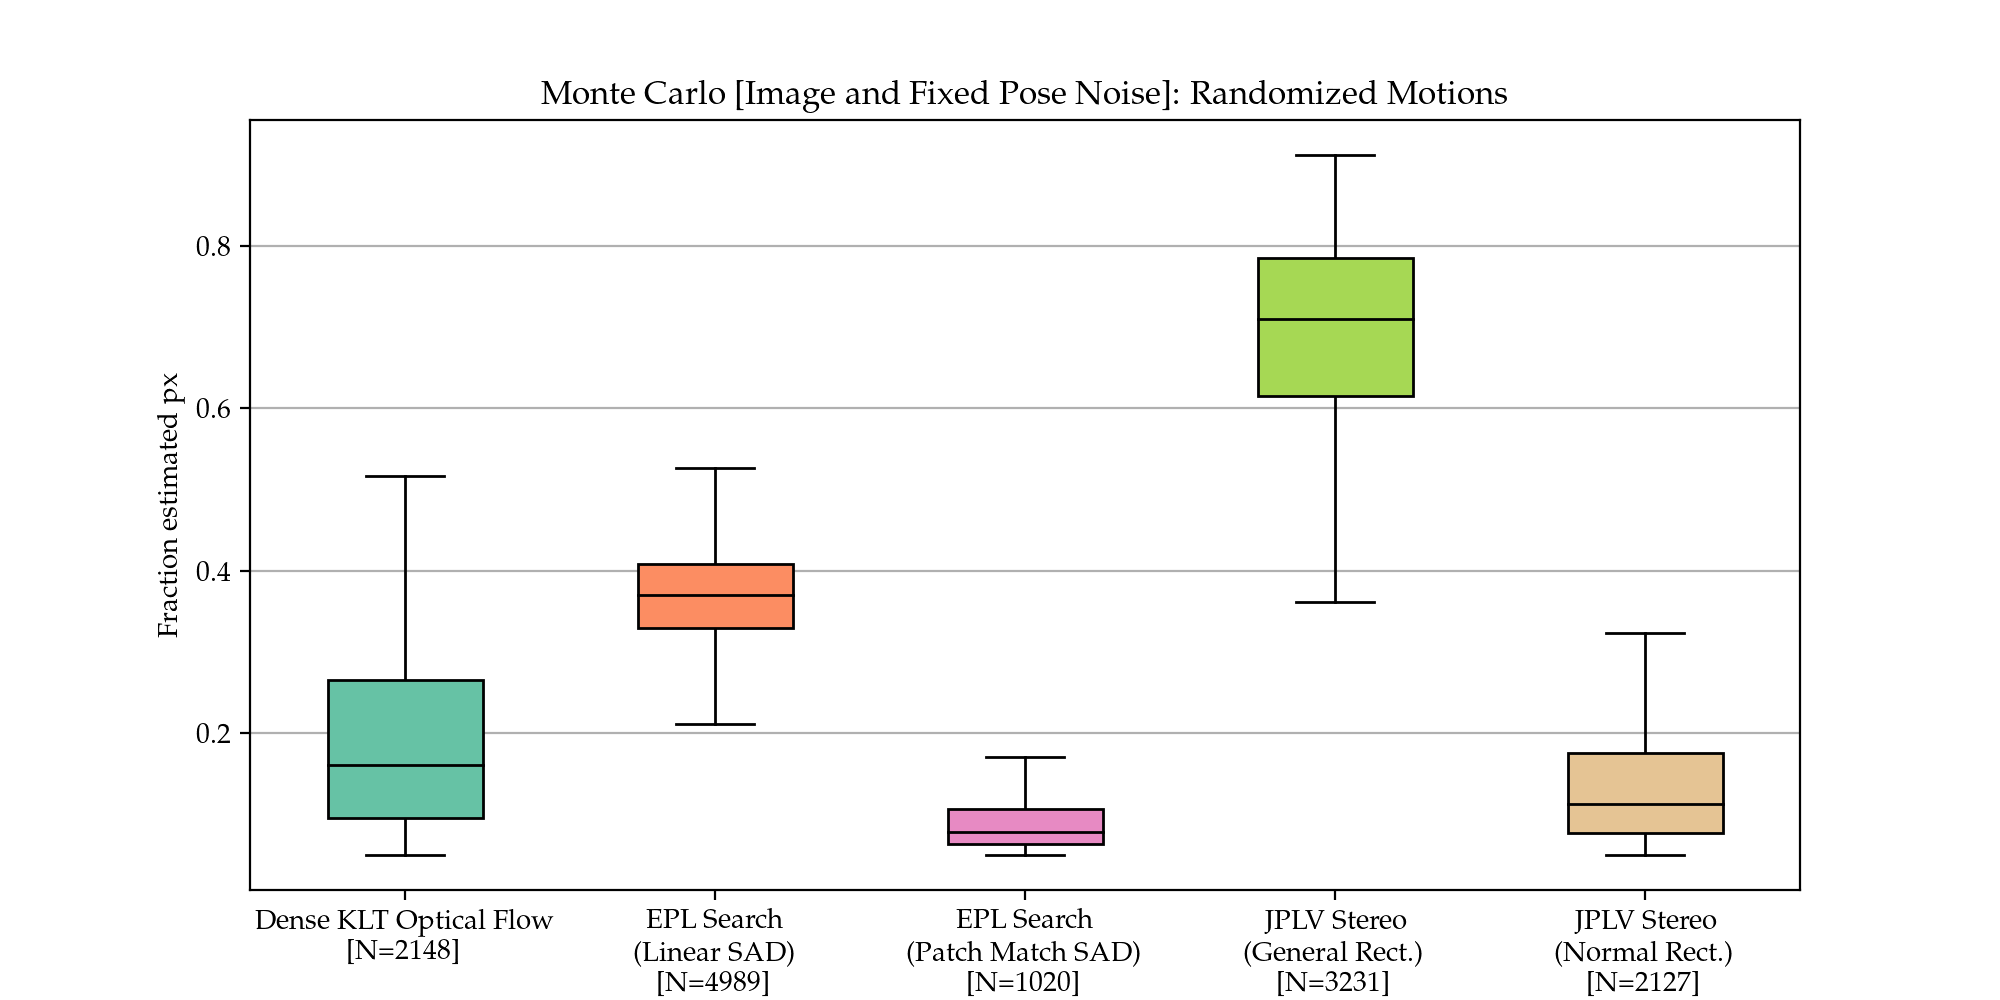 Monte Carlo [Image and Fixed Pose Noise]: Randomized Motions
Fraction estimated px
0.8
0.6
0.4
0.2
Dense KLT Optical Flow
[N=2148]
EPL Search
(Linear SAD)
[N=4989]
EPL Search
(Patch Match SAD)
[N=1020]
JPLV Stereo
(General Rect.)
[N=3231]
JPLV Stereo
(Normal Rect.)
[N=2127]